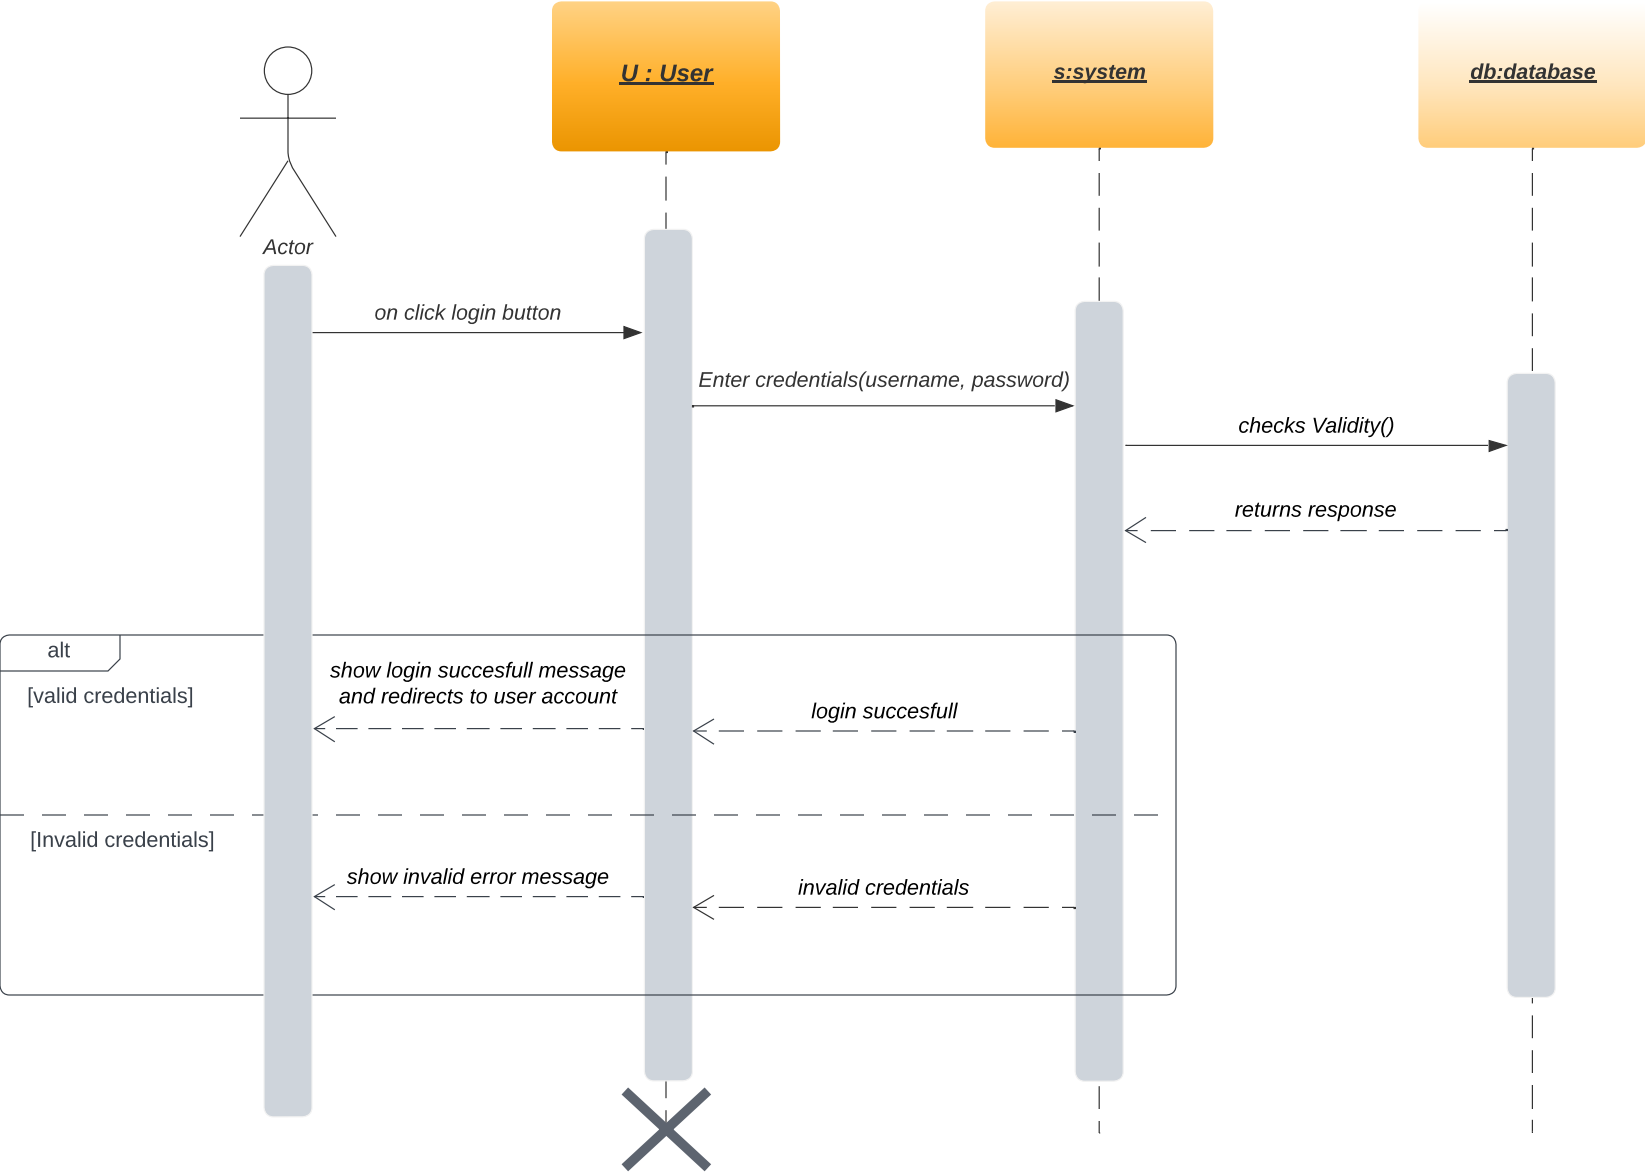 U : User
s:system
db:database
Actor
on click login button
Enter credentials(username, password)
checks Validity()
returns response
alt
[valid credentials]
show login succesfull message
and redirects to user account
login succesfull
[Invalid credentials]
show invalid error message
invalid credentials